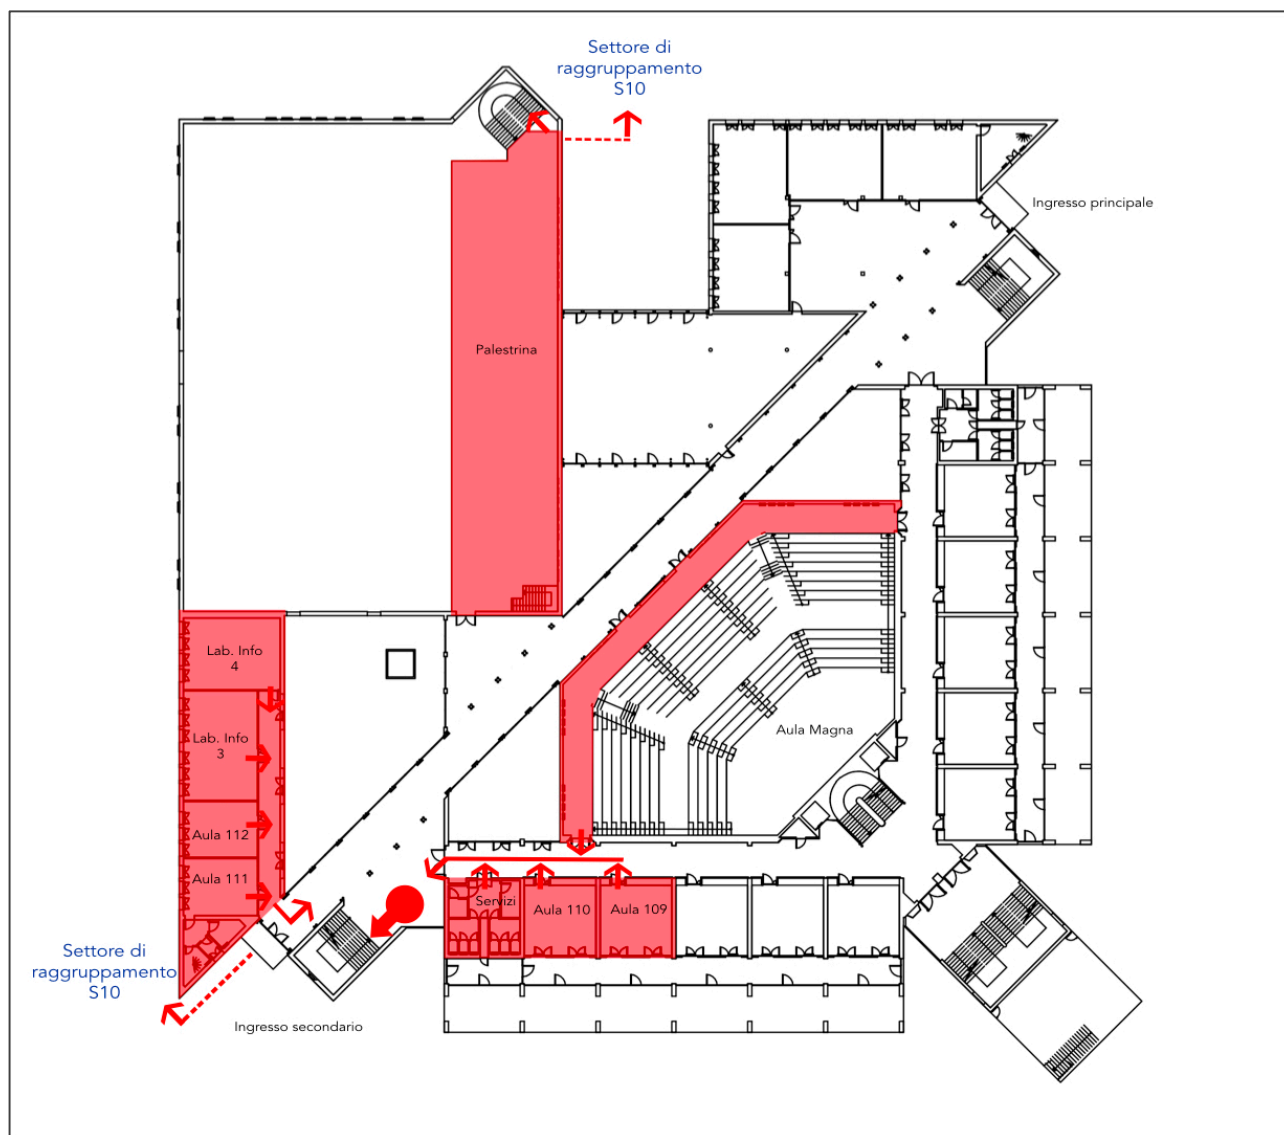 Settore di
raggruppamento
S10
Ingresso principale
Palestrina
Lab. Info
4
Lab. Info
3
Aula Magna
Aula 112
Aula 111
Servizi
Aula 110
Aula 109
Settore di
raggruppamento
S10
Ingresso secondario